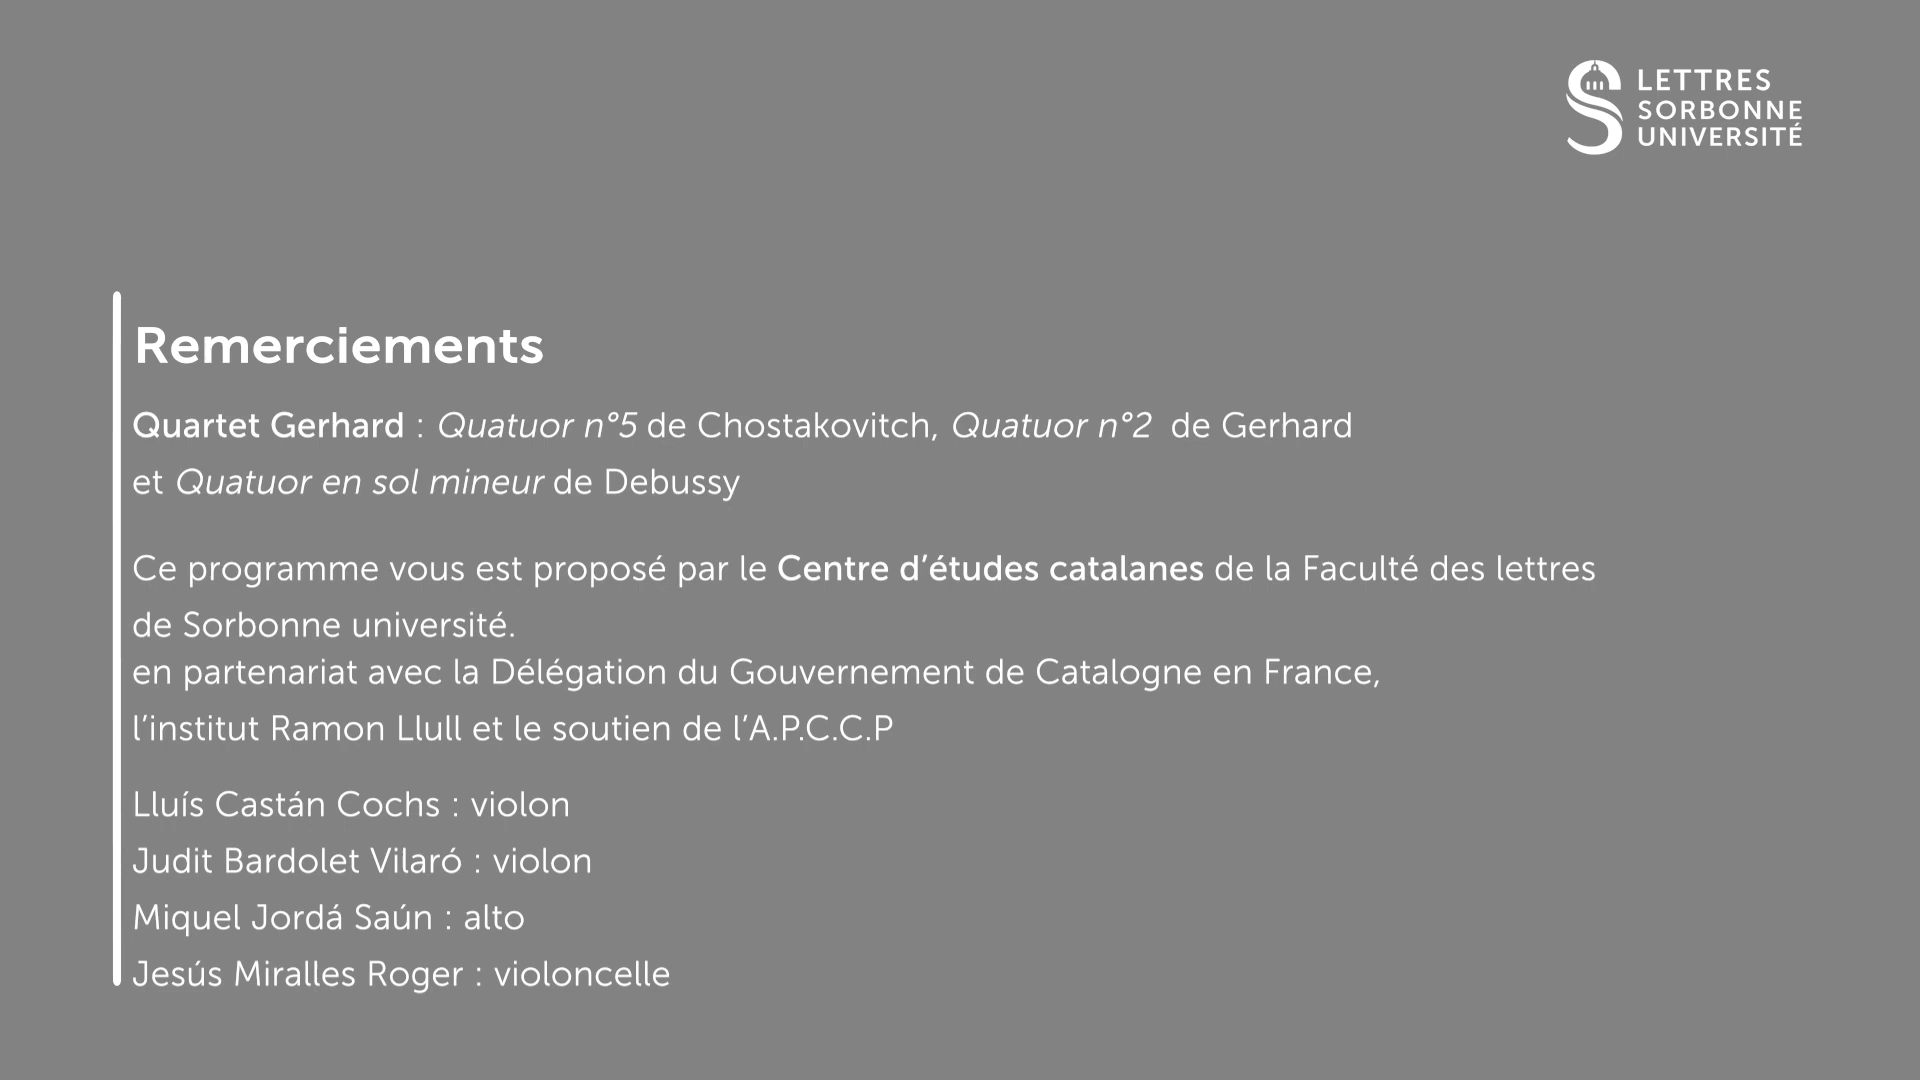 LETTRES
SORBONNE
UNIVERSITÉ
Remerciements
Quartet Gerhard : Quatuor n°5 de Chostakovitch, Quatuor n°2 de Gerhard
et Quatuor en sol mineur de Debussy
Ce programme vous est proposé par le Centre d’études catalanes de la Faculté des lettres
de Sorbonne université.
en partenariat avec la Délégation du Gouvernement de Catalogne en France,
l’institut Ramon Llull et le soutien de l’A.P.C.C.P
Lluís Castán Cochs : violon
Judit Bardolet Vilaró : violon
Miquel Jordá Saún : alto
Jesús Miralles Roger : violoncelle